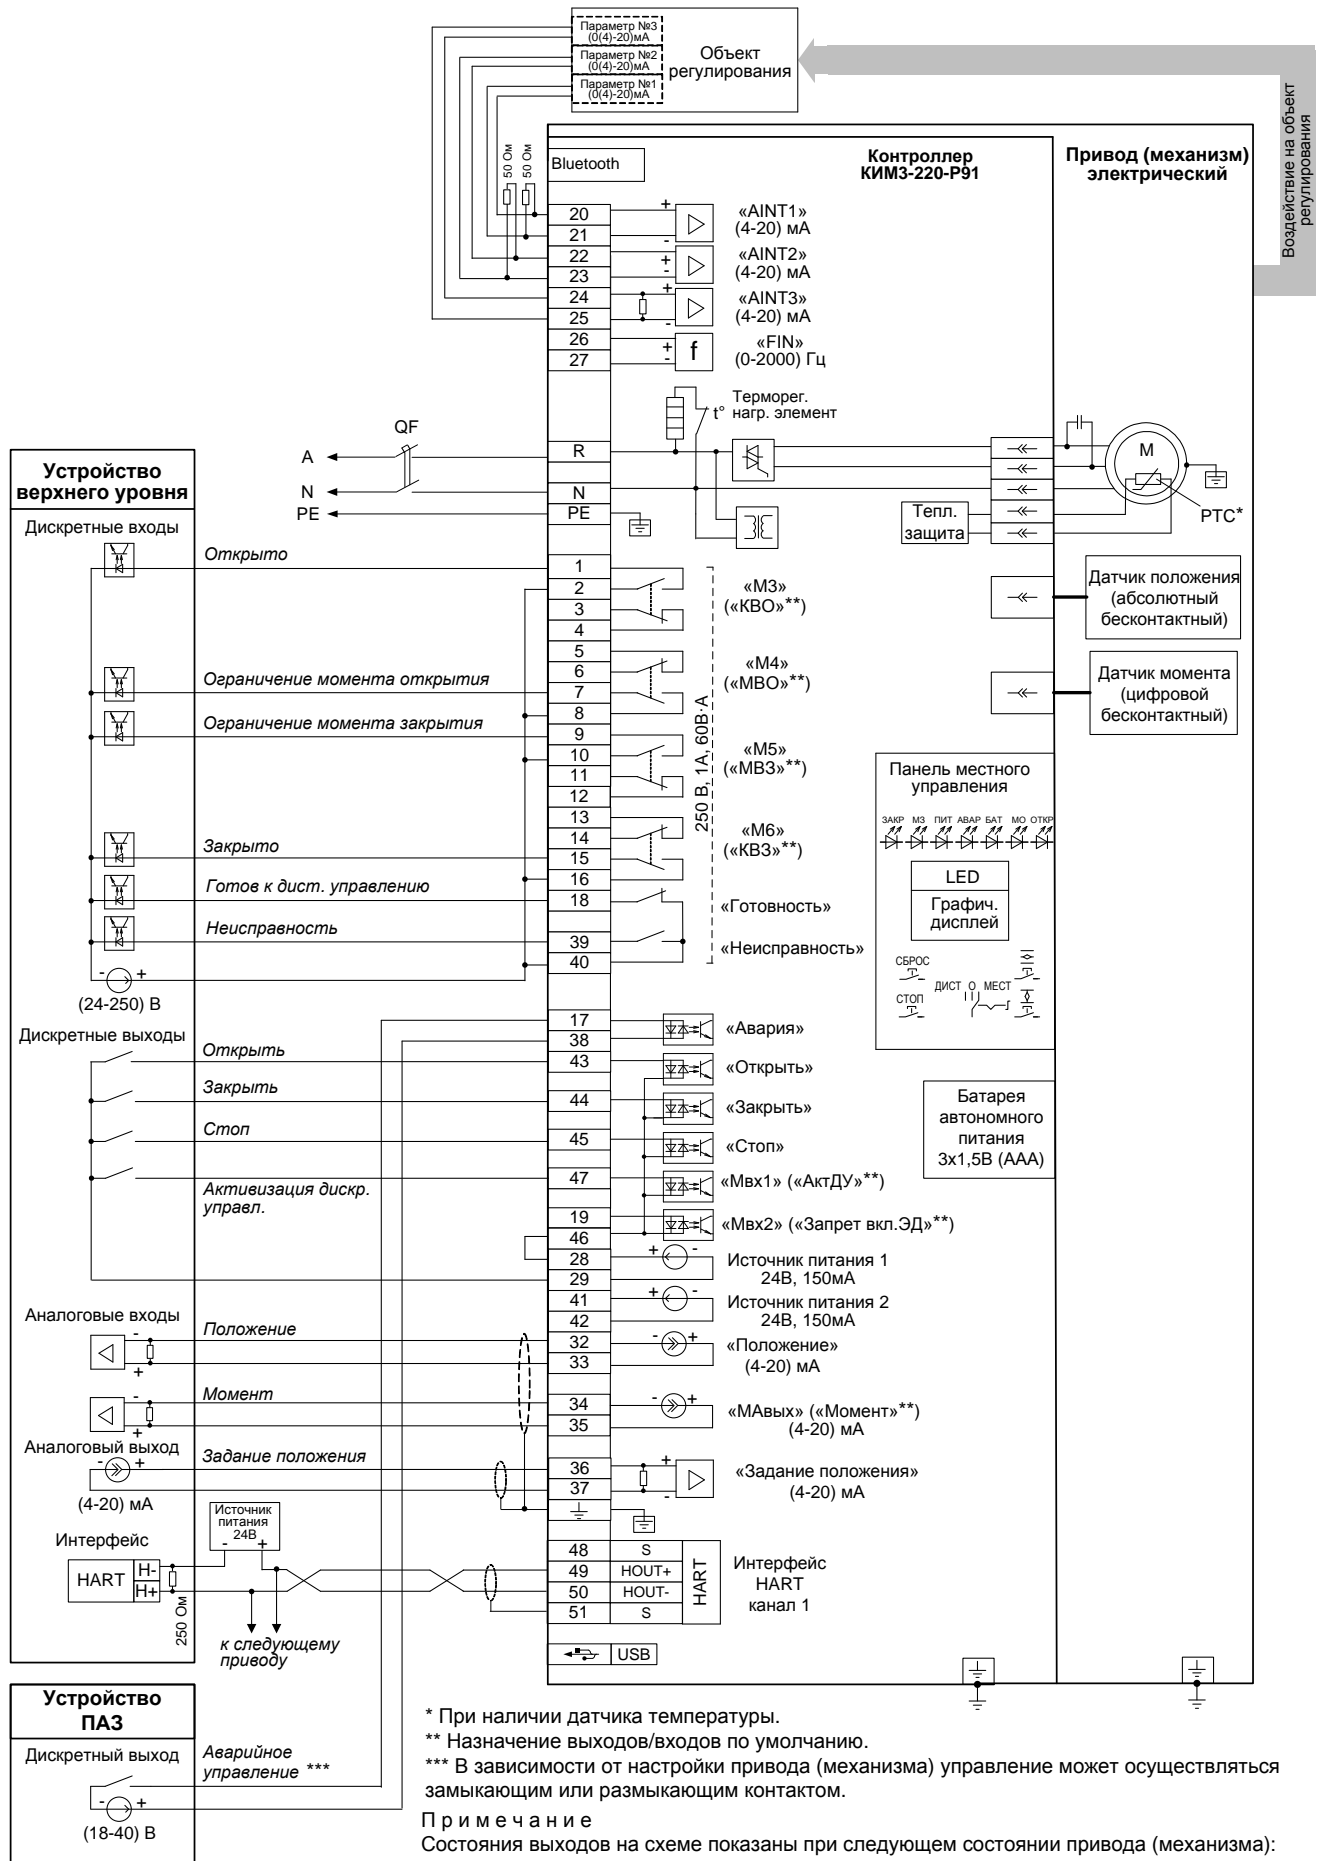 Параметр №3
(0(4)-20)мА
Параметр №2
(0(4)-20)мА
Параметр №1
(0(4)-20)мА
Объект
регулирования
Воздействие на объект
регулирования
50 Ом
50 Ом
Bluetooth
Контроллер
КИМ3-220-Р91
Привод (механизм)
электрический
20
21
22
23
24
25
26
27
+
-
«AINT1»
(4-20) мА
+
-
«AINT2»
(4-20) мА
+
-
«AINT3»
(4-20) мА
+
-
f
«FIN»
(0-2000) Гц
t°
Терморег.
нагр. элемент
QF
A
N
PE
R
N
PE
M
PTC*
Тепл.
защита
Датчик положения
(абсолютный
бесконтактный)
Датчик момента
(цифровой
бесконтактный)
Устройство
верхнего уровня
Дискретные входы
Открыто
Ограничение момента открытия
Ограничение момента закрытия
Закрыто
Готов к дист. управлению
Неисправность
- +
(24-250) В
1
2
3
4
5
6
7
8
9
10
11
12
13
14
15
16
18
39
40
«М3»
(«КВО»**)
«М4»
(«МВО»**)
«М5»
(«МВЗ»**)
«М6»
(«КВЗ»**)
«Готовность»
«Неисправность»
250 В, 1А, 60В·А
Панель местного
управления
ЗАКР МЗ ПИТ АВАР БАТ МО ОТКР
LED
Графич.
дисплей
СБРОС
СТОП
ДИСТ О МЕСТ
Батарея
автономного
питания
3х1,5В (ААА)
Дискретные выходы
Открыть
Закрыть
Стоп
Активизация дискр.
управл.
17
38
43
44
45
47
19
46
28
29
41
42
32
33
34
35
36
37
«Авария»
«Открыть»
«Закрыть»
«Стоп»
«Мвх1» («АктДУ»**)
«Мвх2» («Запрет вкл.ЭД»**)
+ -
Источник питания 1
24В, 150мА
+ -
Источник питания 2
24В, 150мА
- +
«Положение»
(4-20) мА
- +
«МАвых» («Момент»**)
(4-20) мА
+
-
«Задание положения»
(4-20) мА
Аналоговые входы
Положение
-
+
Момент
-
+
Аналоговый выход
Задание положения
- +
(4-20) мА
Источник
питания
24В
- +
Интерфейс
HART
H-
H+
250 Ом
к следующему
приводу
48
49
50
51
S
HOUT+
HOUT-
S
HART
Интерфейс
HART
канал 1
USB
Устройство
ПАЗ
Дискретный выход
Аварийное
управление ***
- +
(18-40) В
* При наличии датчика температуры.
** Назначение выходов/входов по умолчанию.
*** В зависимости от настройки привода (механизма) управление может осуществляться
замыкающим или размыкающим контактом.
Примечание
Состояния выходов на схеме показаны при следующем состоянии привода (механизма):